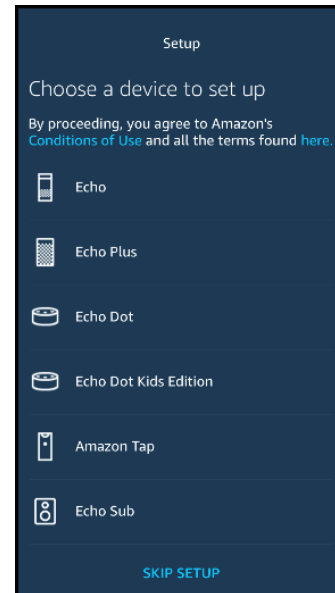 Setup
Choose a device to set up
By proceeding, you agree to Amazon's
Conditions of Use and all the terms found here.
Echo
Echo Plus
Echo Dot
Echo Dot Kids Edition
Amazon Tap
Echo Sub
SKIP SETUP